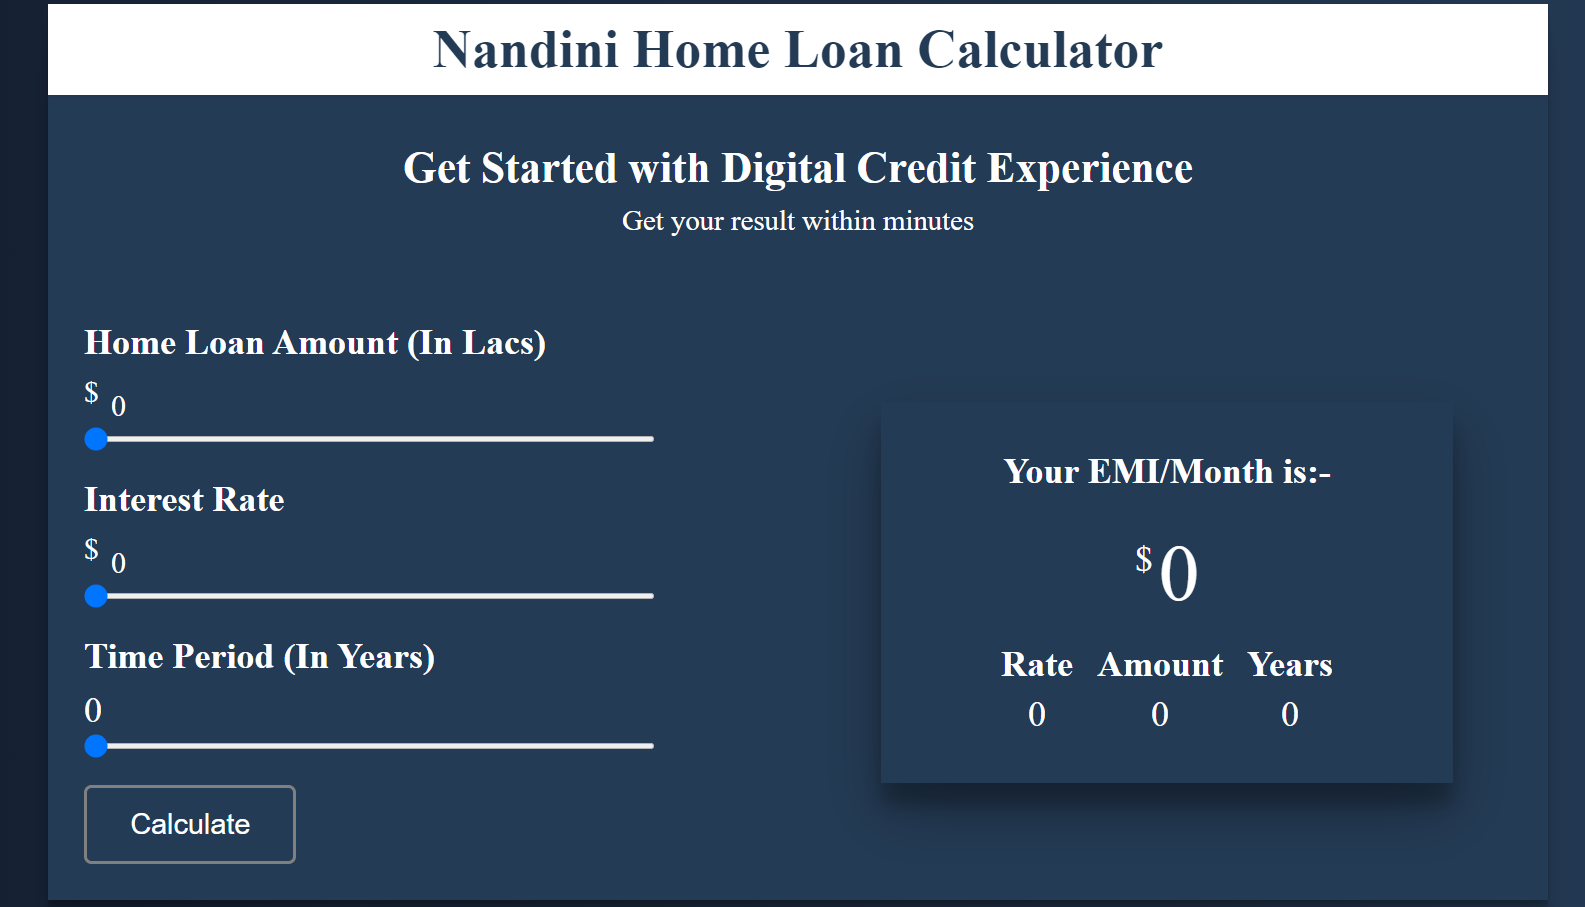 Nandini Home Loan Calculator
Get Started with Digital Credit Experience
Get your result within minutes
Home Loan Amount (In Lacs)
$ 0
Interest Rate
$ 0
Time Period (In Years)
0
Calculate
Your EMI/Month is:-
$0
Rate Amount Years
0 0 0